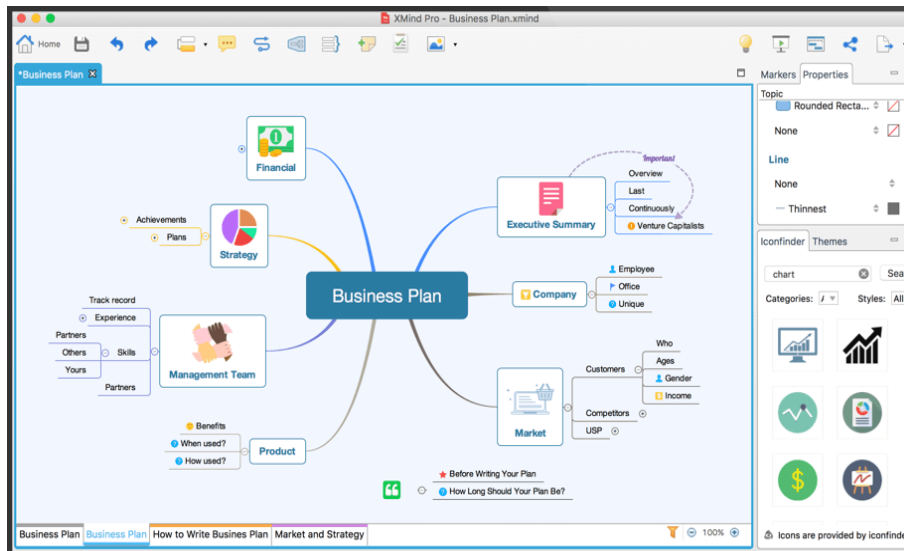 XMind Pro - Business Plan.xmind
Home
*Business Plan
Markers Properties
Topic
Rounded Recta...
None
Line
None
Thinnest
Iconfinder Themes
chart
Sea
Categories: Styles: All
Icons are provided by iconfinde
Financial
Achievements
Plans
Strategy
Track record
Experience
Partners
Others
Yours
Skills
Partners
Management Team
Benefits
When used?
How used?
Product
Business Plan
Important
Executive Summary
Overview
Last
Continuously
Venture Capitalists
Company
Employee
Office
Unique
Market
Customers
Who
Ages
Gender
Income
Competitors
USP
Before Writing Your Plan
How Long Should Your Plan Be?
Business Plan Business Plan How to Write Busines Plan Market and Strategy
100%